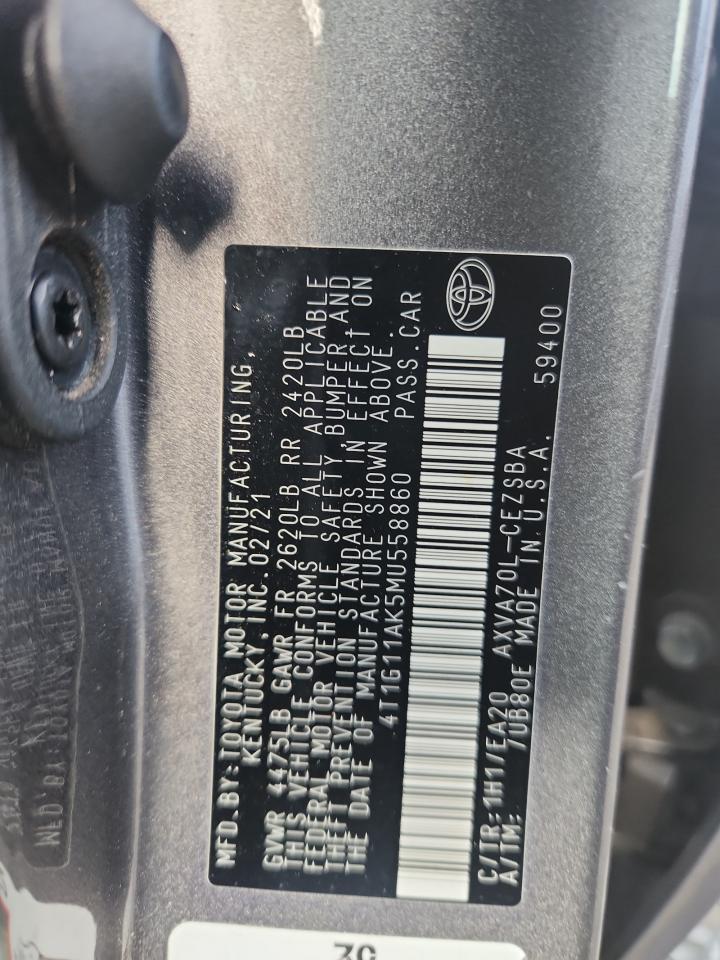 MFD.BY:TOYOTA MOTOR MANUFACTURING,
KENTUCKY,INC.02/21
GVWR 4475LB GAWR FR 2620LB RR 2420LB
THIS VEHICLE CONFORMS TO ALL APPLICABLE
FEDERAL MOTOR VEHICLE SAFETY, BUMPER,AND
THEFT PREVENTION STANDARDS IN EFFECT ON
THE DATE OF MANUFACTURE SHOWN ABOVE.
4T1G11AK5MU558860 PASS.CAR
C/TR:1H1/EA20 AXVA70L-CEZSBA
A/TM: /UB80E MADE IN U.S.A. 59400
3C